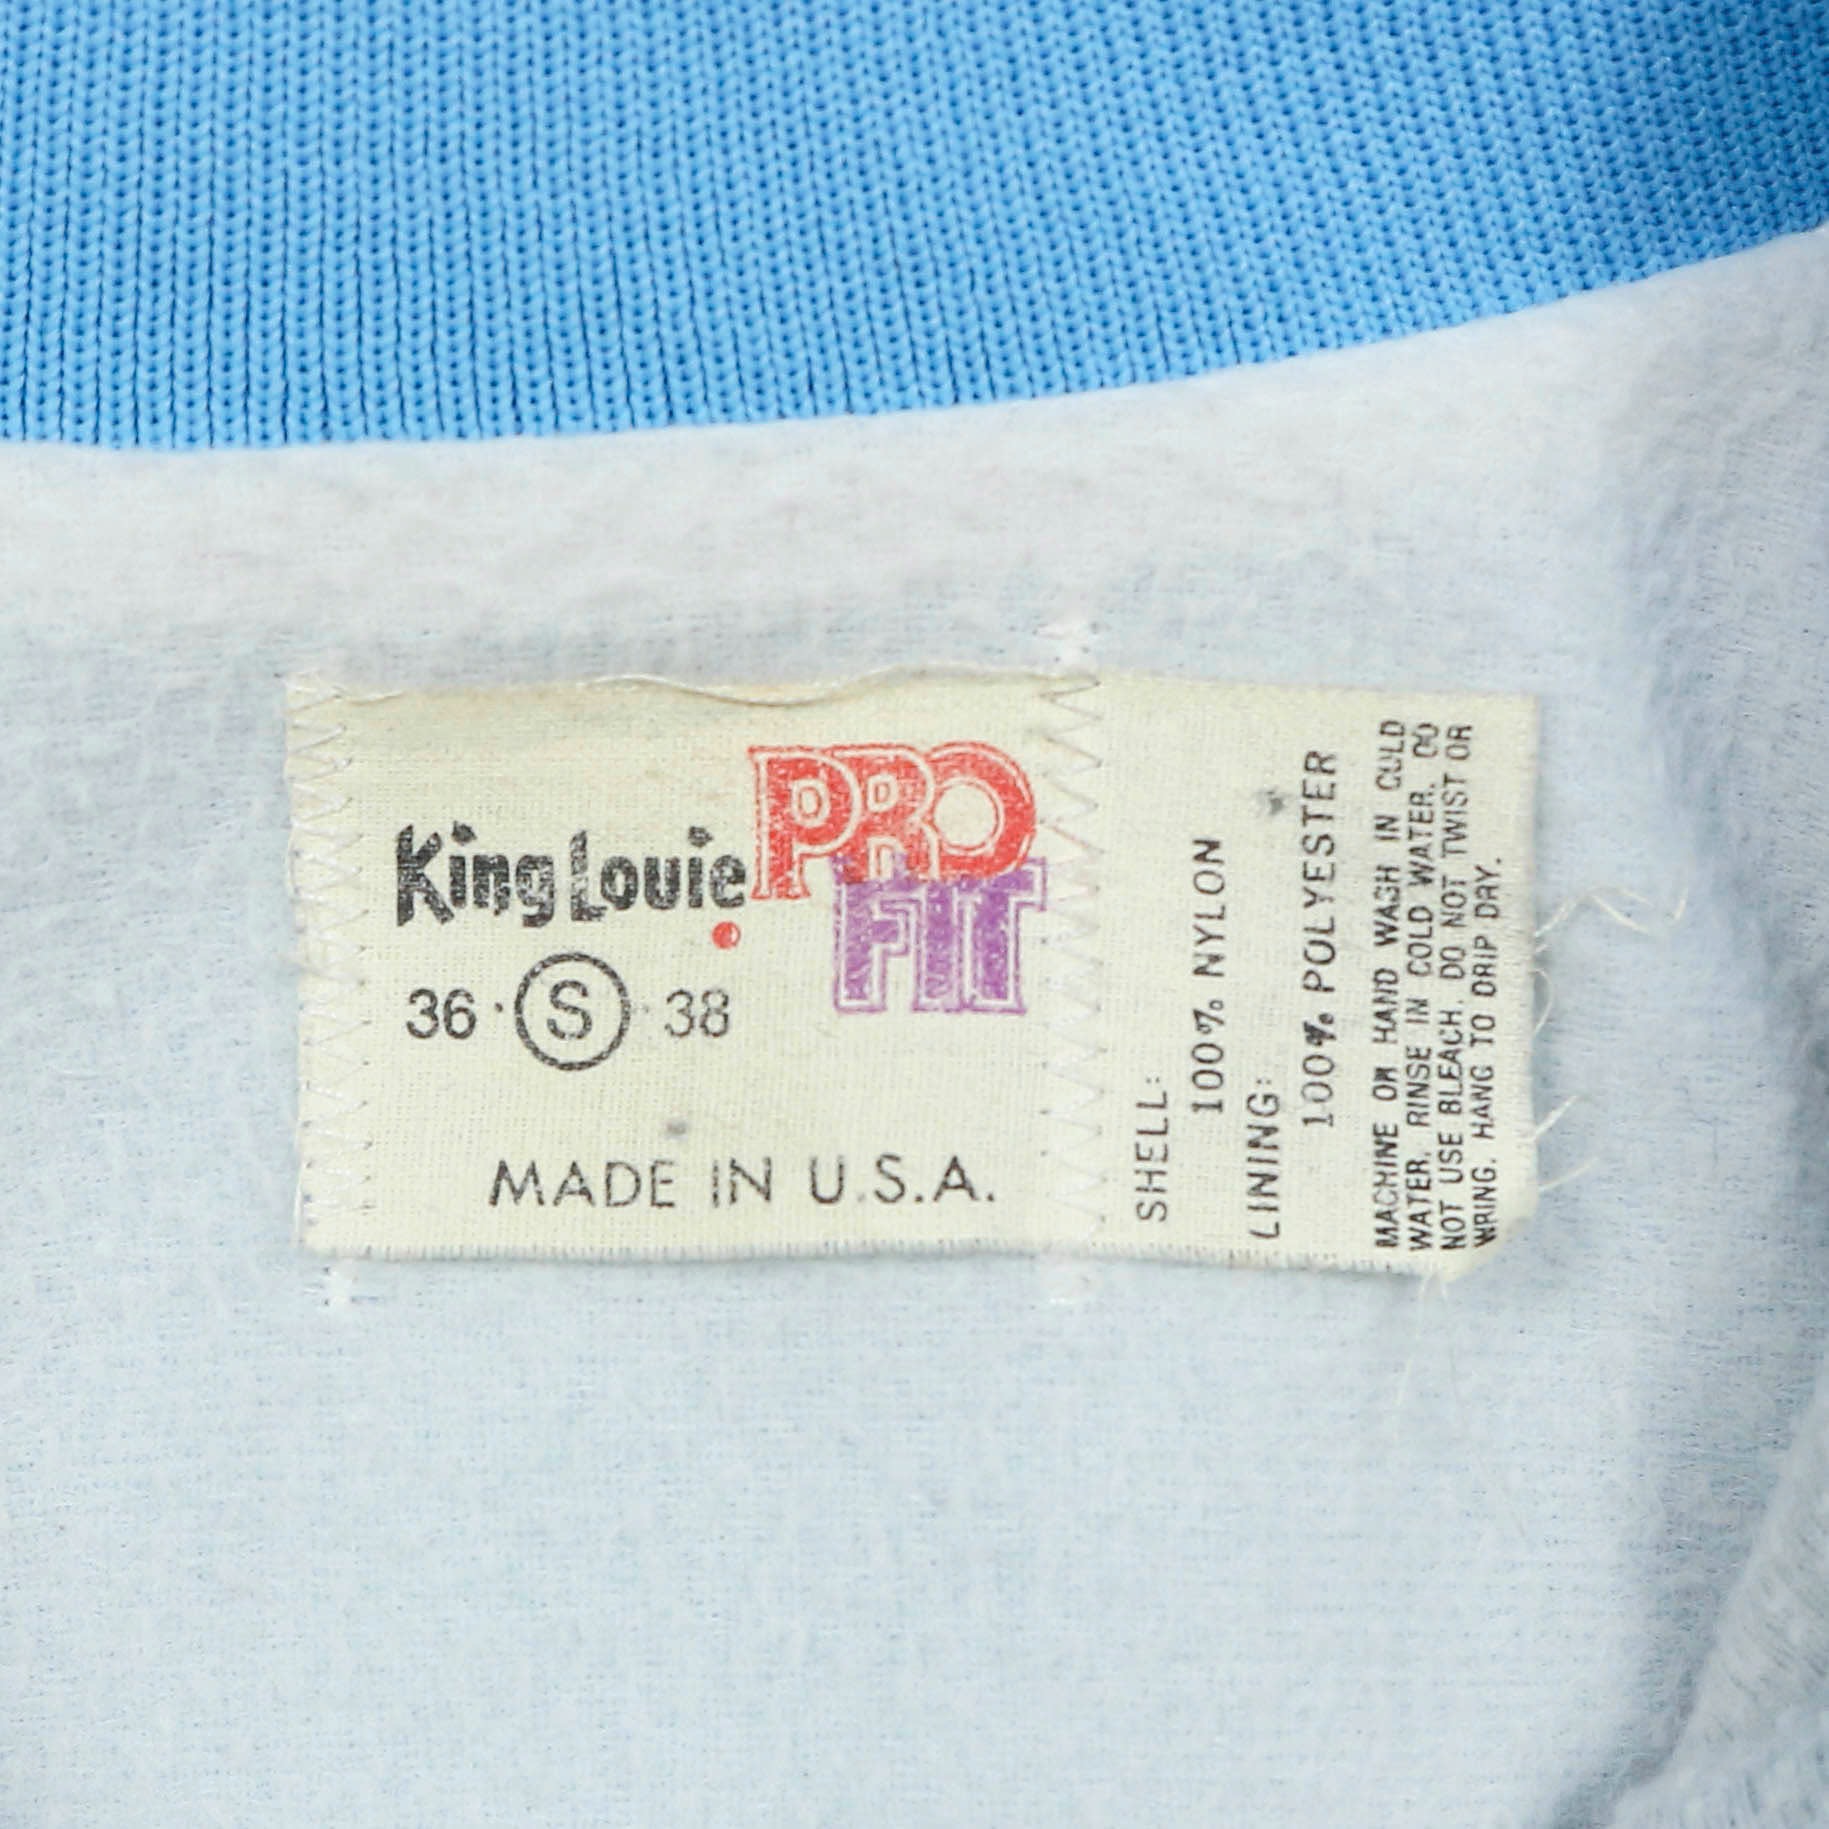 King Louie
PRO
FIT
36 · S · 38
MADE IN U.S.A.
SHELL:
100% NYLON
LINING:
100% POLYESTER
MACHINE OR HAND WASH IN COLD
WATER. RINSE IN COLD WATER. DO
NOT USE BLEACH. DO NOT TWIST OR
WRING. HANG TO DRIP DRY.